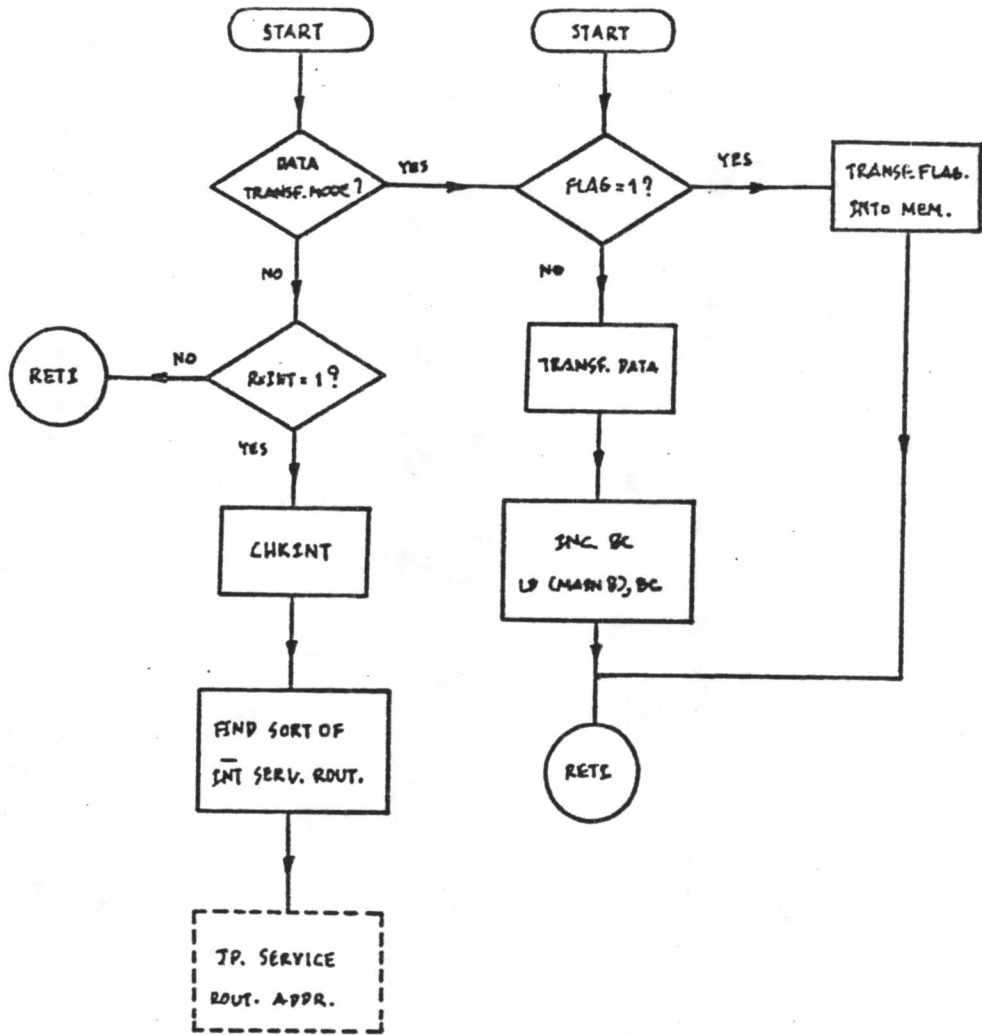 START
START
DATA
TRANSF. MODE?
YES
FLAG = 1?
YES
TRANSF. FLAG.
INTO MEM.
NO
NO
TRANSF. DATA
RETI
NO
RXINT = 1?
YES
CHKINT
INC. BC
LD (MAIN 8), BC
FIND SORT OF
INT SERV. ROUT.
RETI
JP. SERVICE
ROUT. ADDR.